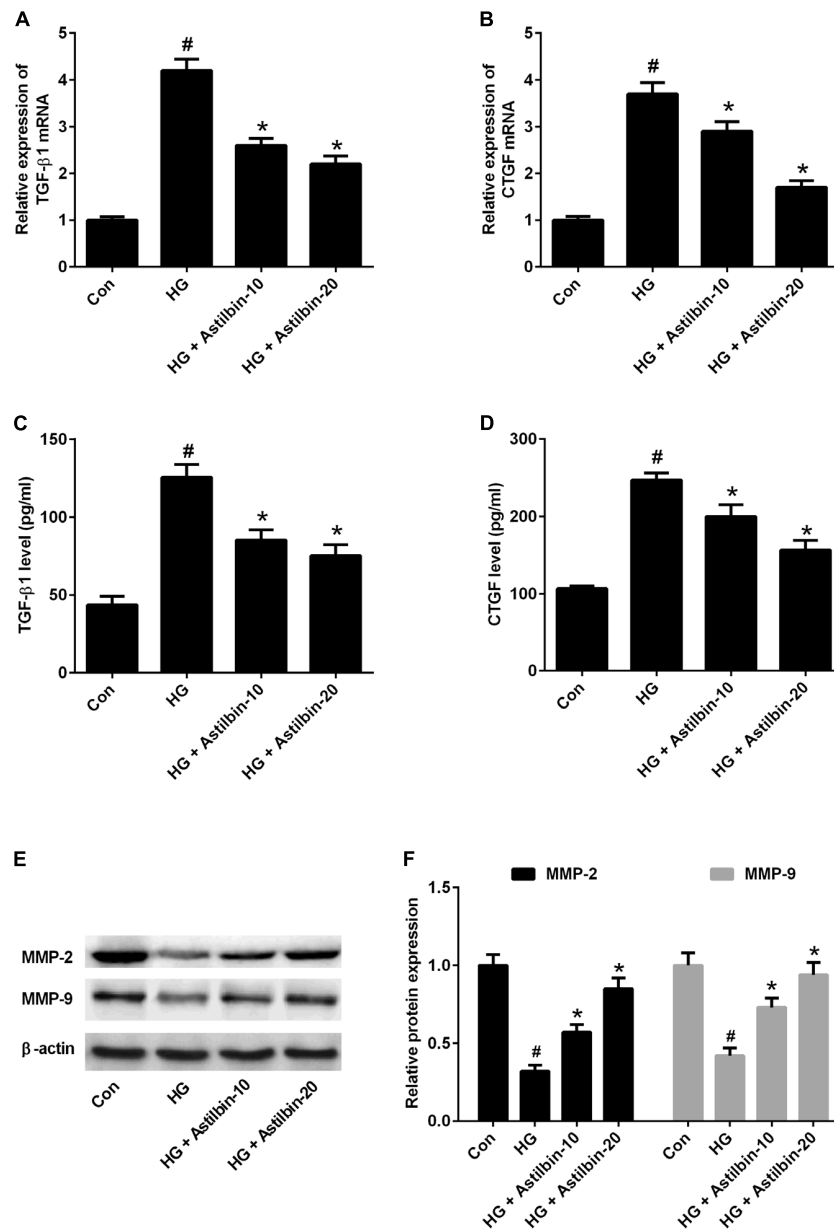 A
Relative expression of
TGF-β1 mRNA
5
4
3
2
1
0
#
*
*
Con
HG
HG + Astilbin-10
HG + Astilbin-20
B
Relative expression of
CTGF mRNA
5
4
3
2
1
0
#
*
*
Con
HG
HG + Astilbin-10
HG + Astilbin-20
C
TGF-β1 level (pg/ml)
150
100
50
0
#
*
*
Con
HG
HG + Astilbin-10
HG + Astilbin-20
D
CTGF level (pg/ml)
300
200
100
0
#
*
*
Con
HG
HG + Astilbin-10
HG + Astilbin-20
E
MMP-2
MMP-9
β-actin
Con
HG
HG + Astilbin-10
HG + Astilbin-20
F
MMP-2
MMP-9
Relative protein expression
1.5
1.0
0.5
0.0
#
*
*
#
*
*
Con
HG
HG + Astilbin-10
HG + Astilbin-20
Con
HG
HG + Astilbin-10
HG + Astilbin-20